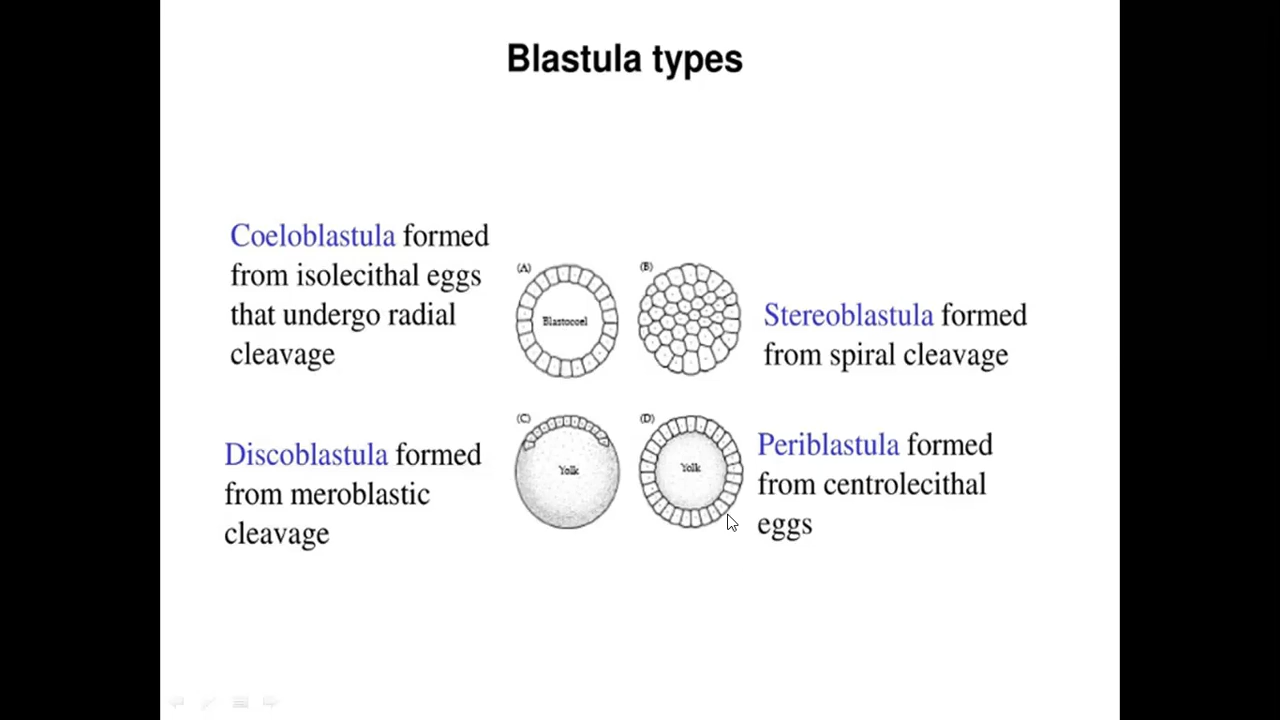 Blastula types
Coeloblastula formed
from isolecithal eggs
that undergo radial
cleavage
(A)
Blastocoel
(B)
Stereoblastula formed
from spiral cleavage
Discoblastula formed
from meroblastic
cleavage
(C)
Yolk
(D)
Yolk
Periblastula formed
from centrolecithal
eggs